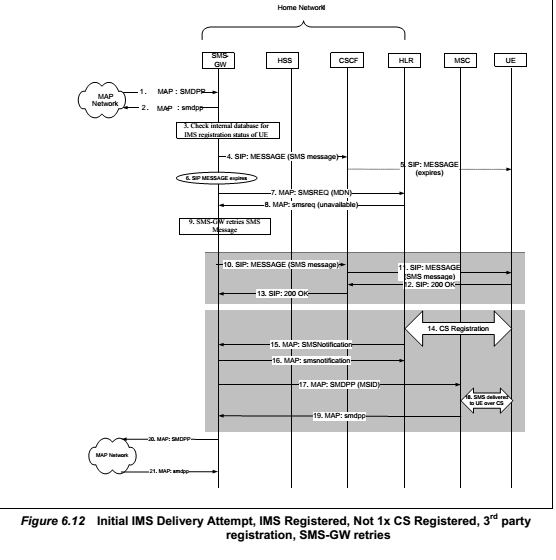 Home Network
SMS-
GW
HSS
CSCF
HLR
MSC
UE
MAP
Network
1. MAP : SMDPP
2. MAP : smdpp
3. Check internal database for
IMS registration status of UE
4. SIP: MESSAGE (SMS message)
5. SIP: MESSAGE
(expires)
6. SIP MESSAGE expires
7. MAP: SMSREQ (MDN)
8. MAP: smsreq (unavailable)
9. SMS-GW retries SMS
Message
10. SIP: MESSAGE (SMS message)
11. SIP: MESSAGE
(SMS message)
12. SIP: 200 OK
13. SIP: 200 OK
14. CS Registration
15. MAP: SMSNotification
16. MAP: smsnotification
17. MAP: SMDPP (MSID)
18. SMS delivered
to UE over CS
19. MAP: smdpp
20. MAP: SMDPP
MAP Network
21. MAP: smdpp
Figure 6.12 Initial IMS Delivery Attempt, IMS Registered, Not 1x CS Registered, 3rd party
registration, SMS-GW retries